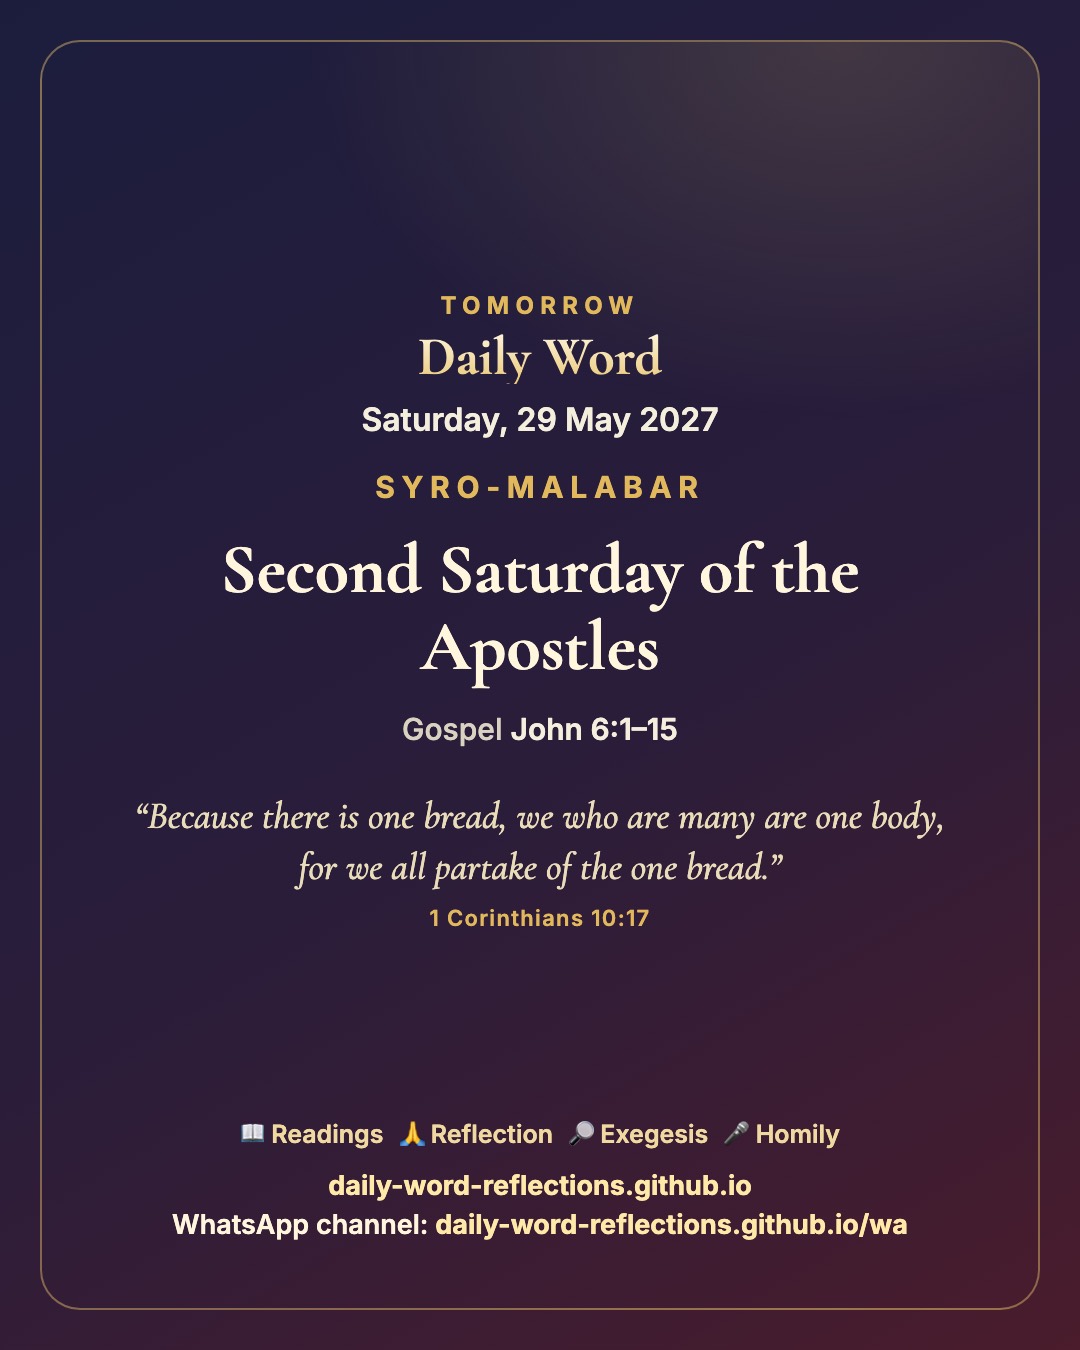 TOMORROW
Daily Word
Saturday, 29 May 2027
SYRO-MALABAR
Second Saturday of the
Apostles
Gospel John 6:1–15
“Because there is one bread, we who are many are one body,
for we all partake of the one bread.”
1 Corinthians 10:17
📖 Readings 🙏 Reflection 🔎 Exegesis 🎤 Homily
daily-word-reflections.github.io
WhatsApp channel: daily-word-reflections.github.io/wa